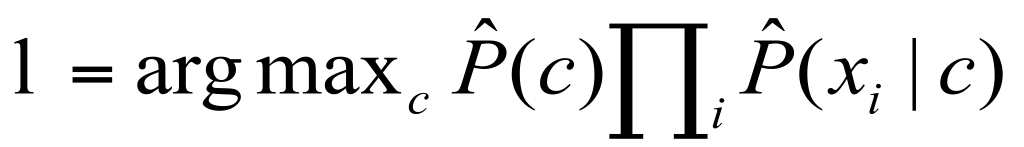 1 = arg max_c P̂(c)∏_i P̂(x_i | c)